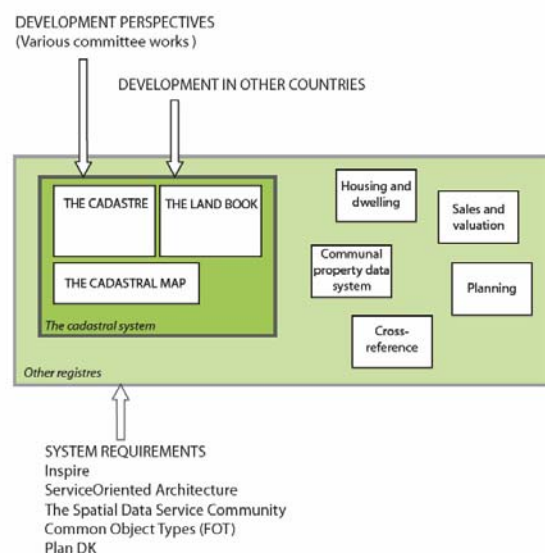 DEVELOPMENT PERSPECTIVES
(Various committee works )
DEVELOPMENT IN OTHER COUNTRIES
THE CADASTRE
THE LAND BOOK
THE CADASTRAL MAP
The cadastral system
Housing and
dwelling
Sales and
valuation
Communal
property data
system
Planning
Cross-
reference
Other registres
SYSTEM REQUIREMENTS
Inspire
ServiceOriented Architecture
The Spatial Data Service Community
Common Object Types (FOT)
Plan DK